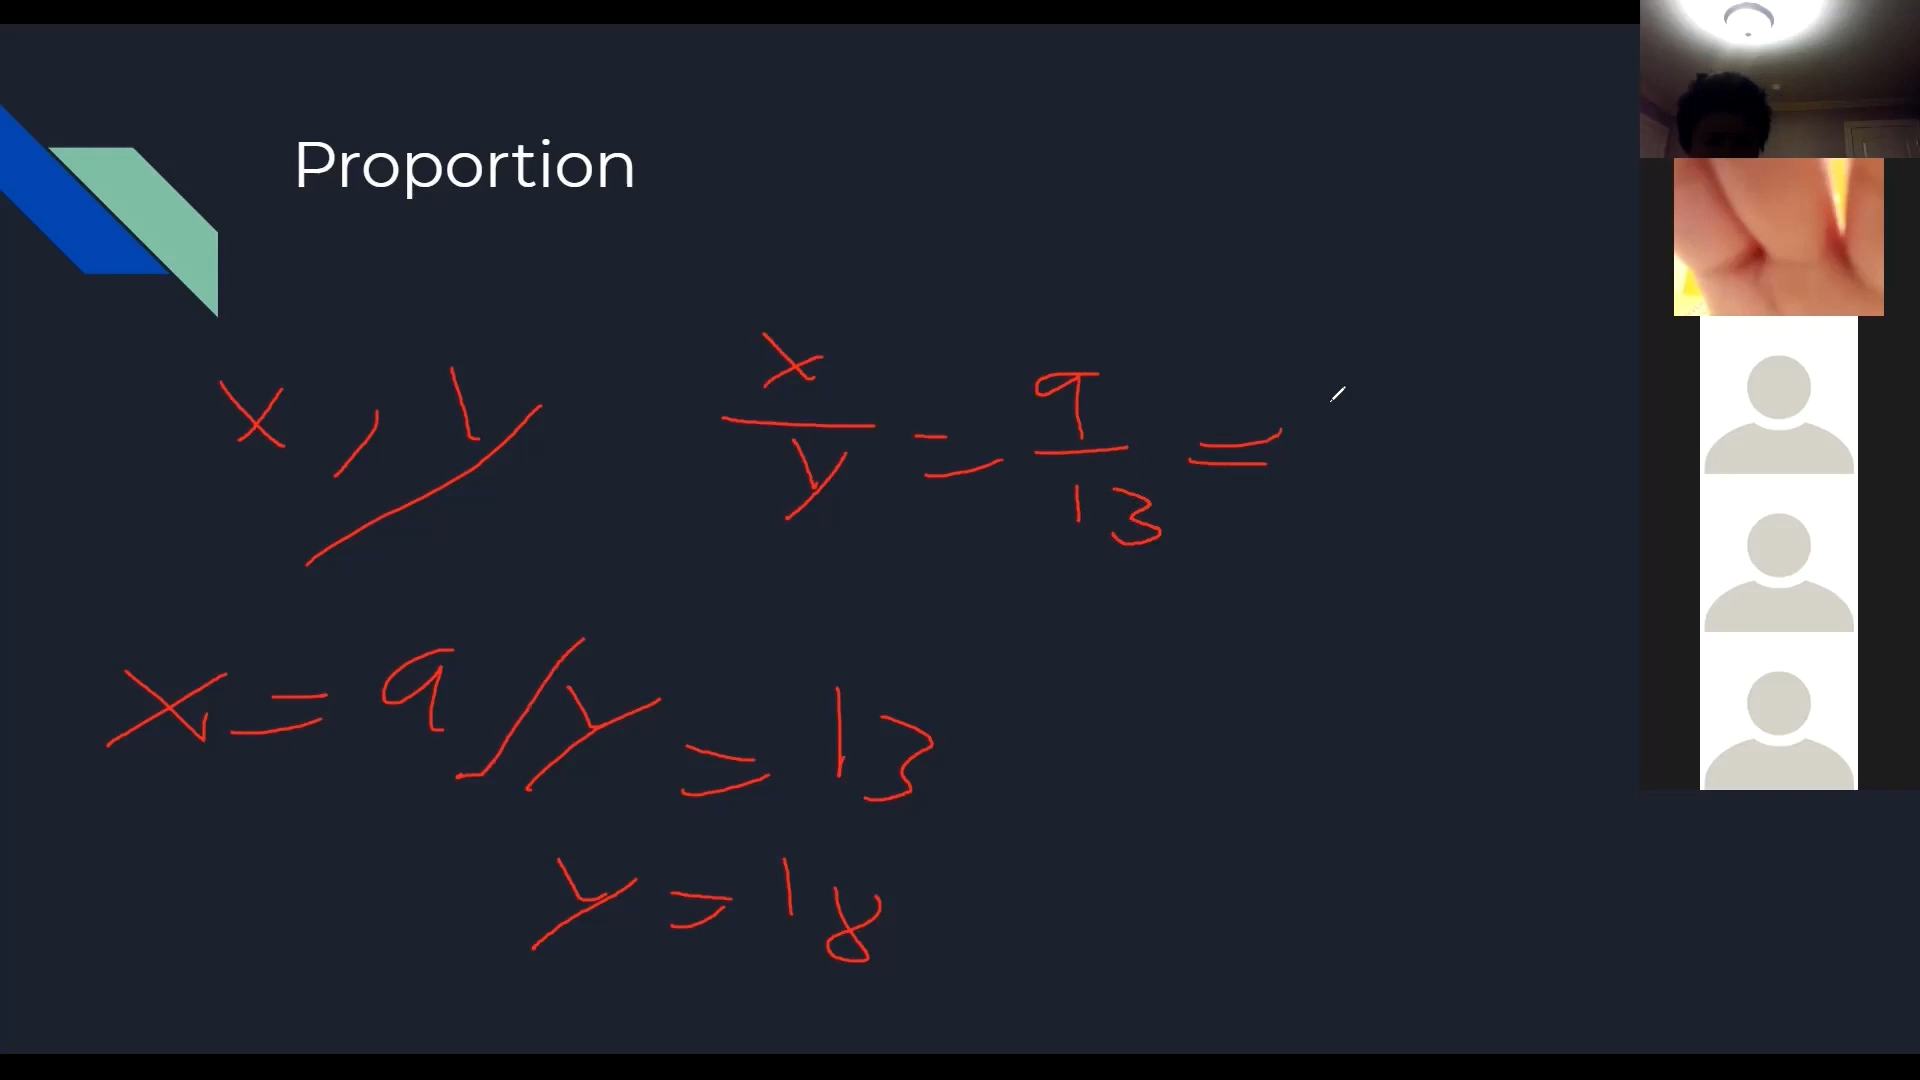 Proportion
x, y
x/y = 9/13 =
x = 9 / y = 13
y = 18